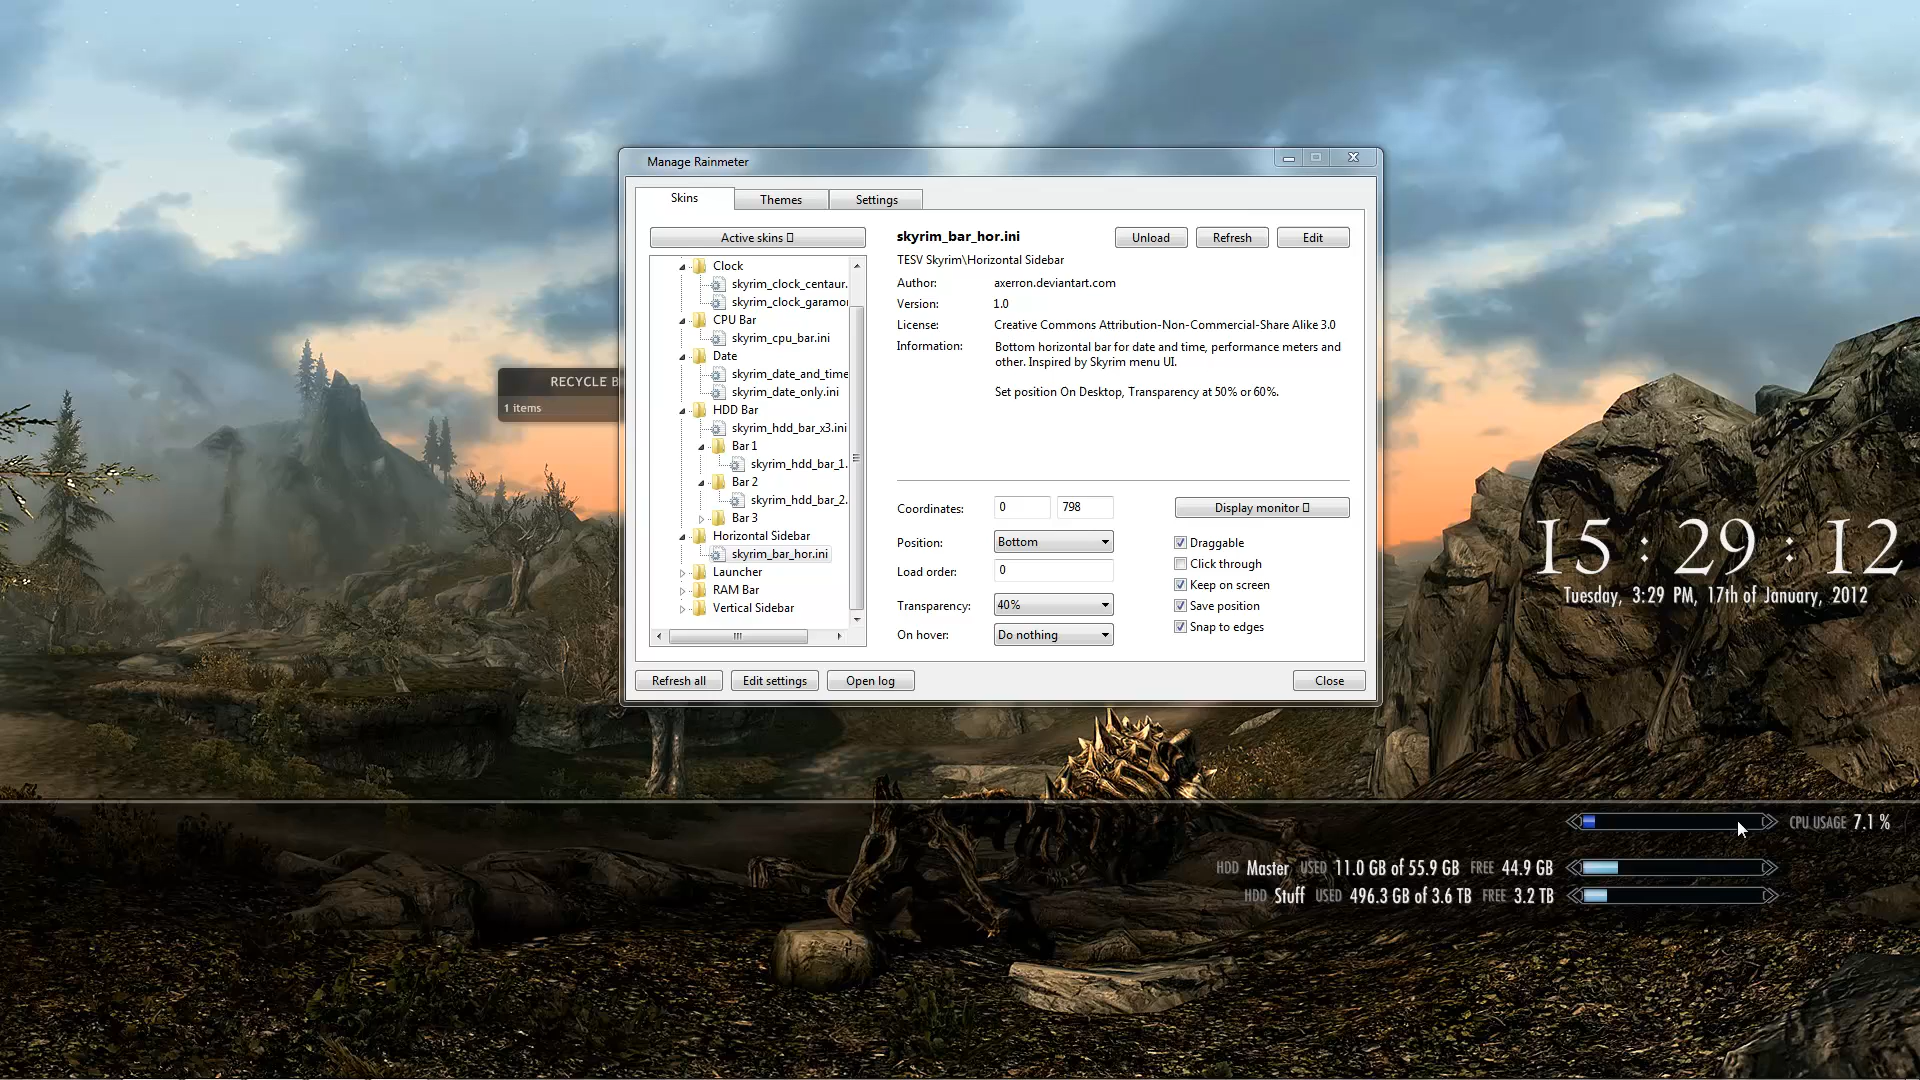 Manage Rainmeter
Skins Themes Settings
Active skins
Clock
skyrim_clock_centaur.
skyrim_clock_garamo
CPU Bar
skyrim_cpu_bar.ini
Date
skyrim_date_and_time
skyrim_date_only.ini
HDD Bar
skyrim_hdd_bar_x3.ini
Bar 1
skyrim_hdd_bar_1.
Bar 2
skyrim_hdd_bar_2.
Bar 3
Horizontal Sidebar
skyrim_bar_hor.ini
Launcher
RAM Bar
Vertical Sidebar
skyrim_bar_hor.ini
Unload Refresh Edit
TESV Skyrim\Horizontal Sidebar
Author: axerron.deviantart.com
Version: 1.0
License: Creative Commons Attribution-Non-Commercial-Share Alike 3.0
Information: Bottom horizontal bar for date and time, performance meters and
other. Inspired by Skyrim menu UI.
Set position On Desktop, Transparency at 50% or 60%.
Coordinates: 0 798 Display monitor
Position: Bottom Draggable
Click through
Load order: 0 Keep on screen
Transparency: 40% Save position
On hover: Do nothing Snap to edges
Refresh all Edit settings Open log Close
RECYCLE B
1 items
15 : 29 : 12
Tuesday, 3:29 PM, 17th of January, 2012
CPU USAGE 7.1 %
HDD Master USED 11.0 GB of 55.9 GB FREE 44.9 GB
HDD Stuff USED 496.3 GB of 3.6 TB FREE 3.2 TB